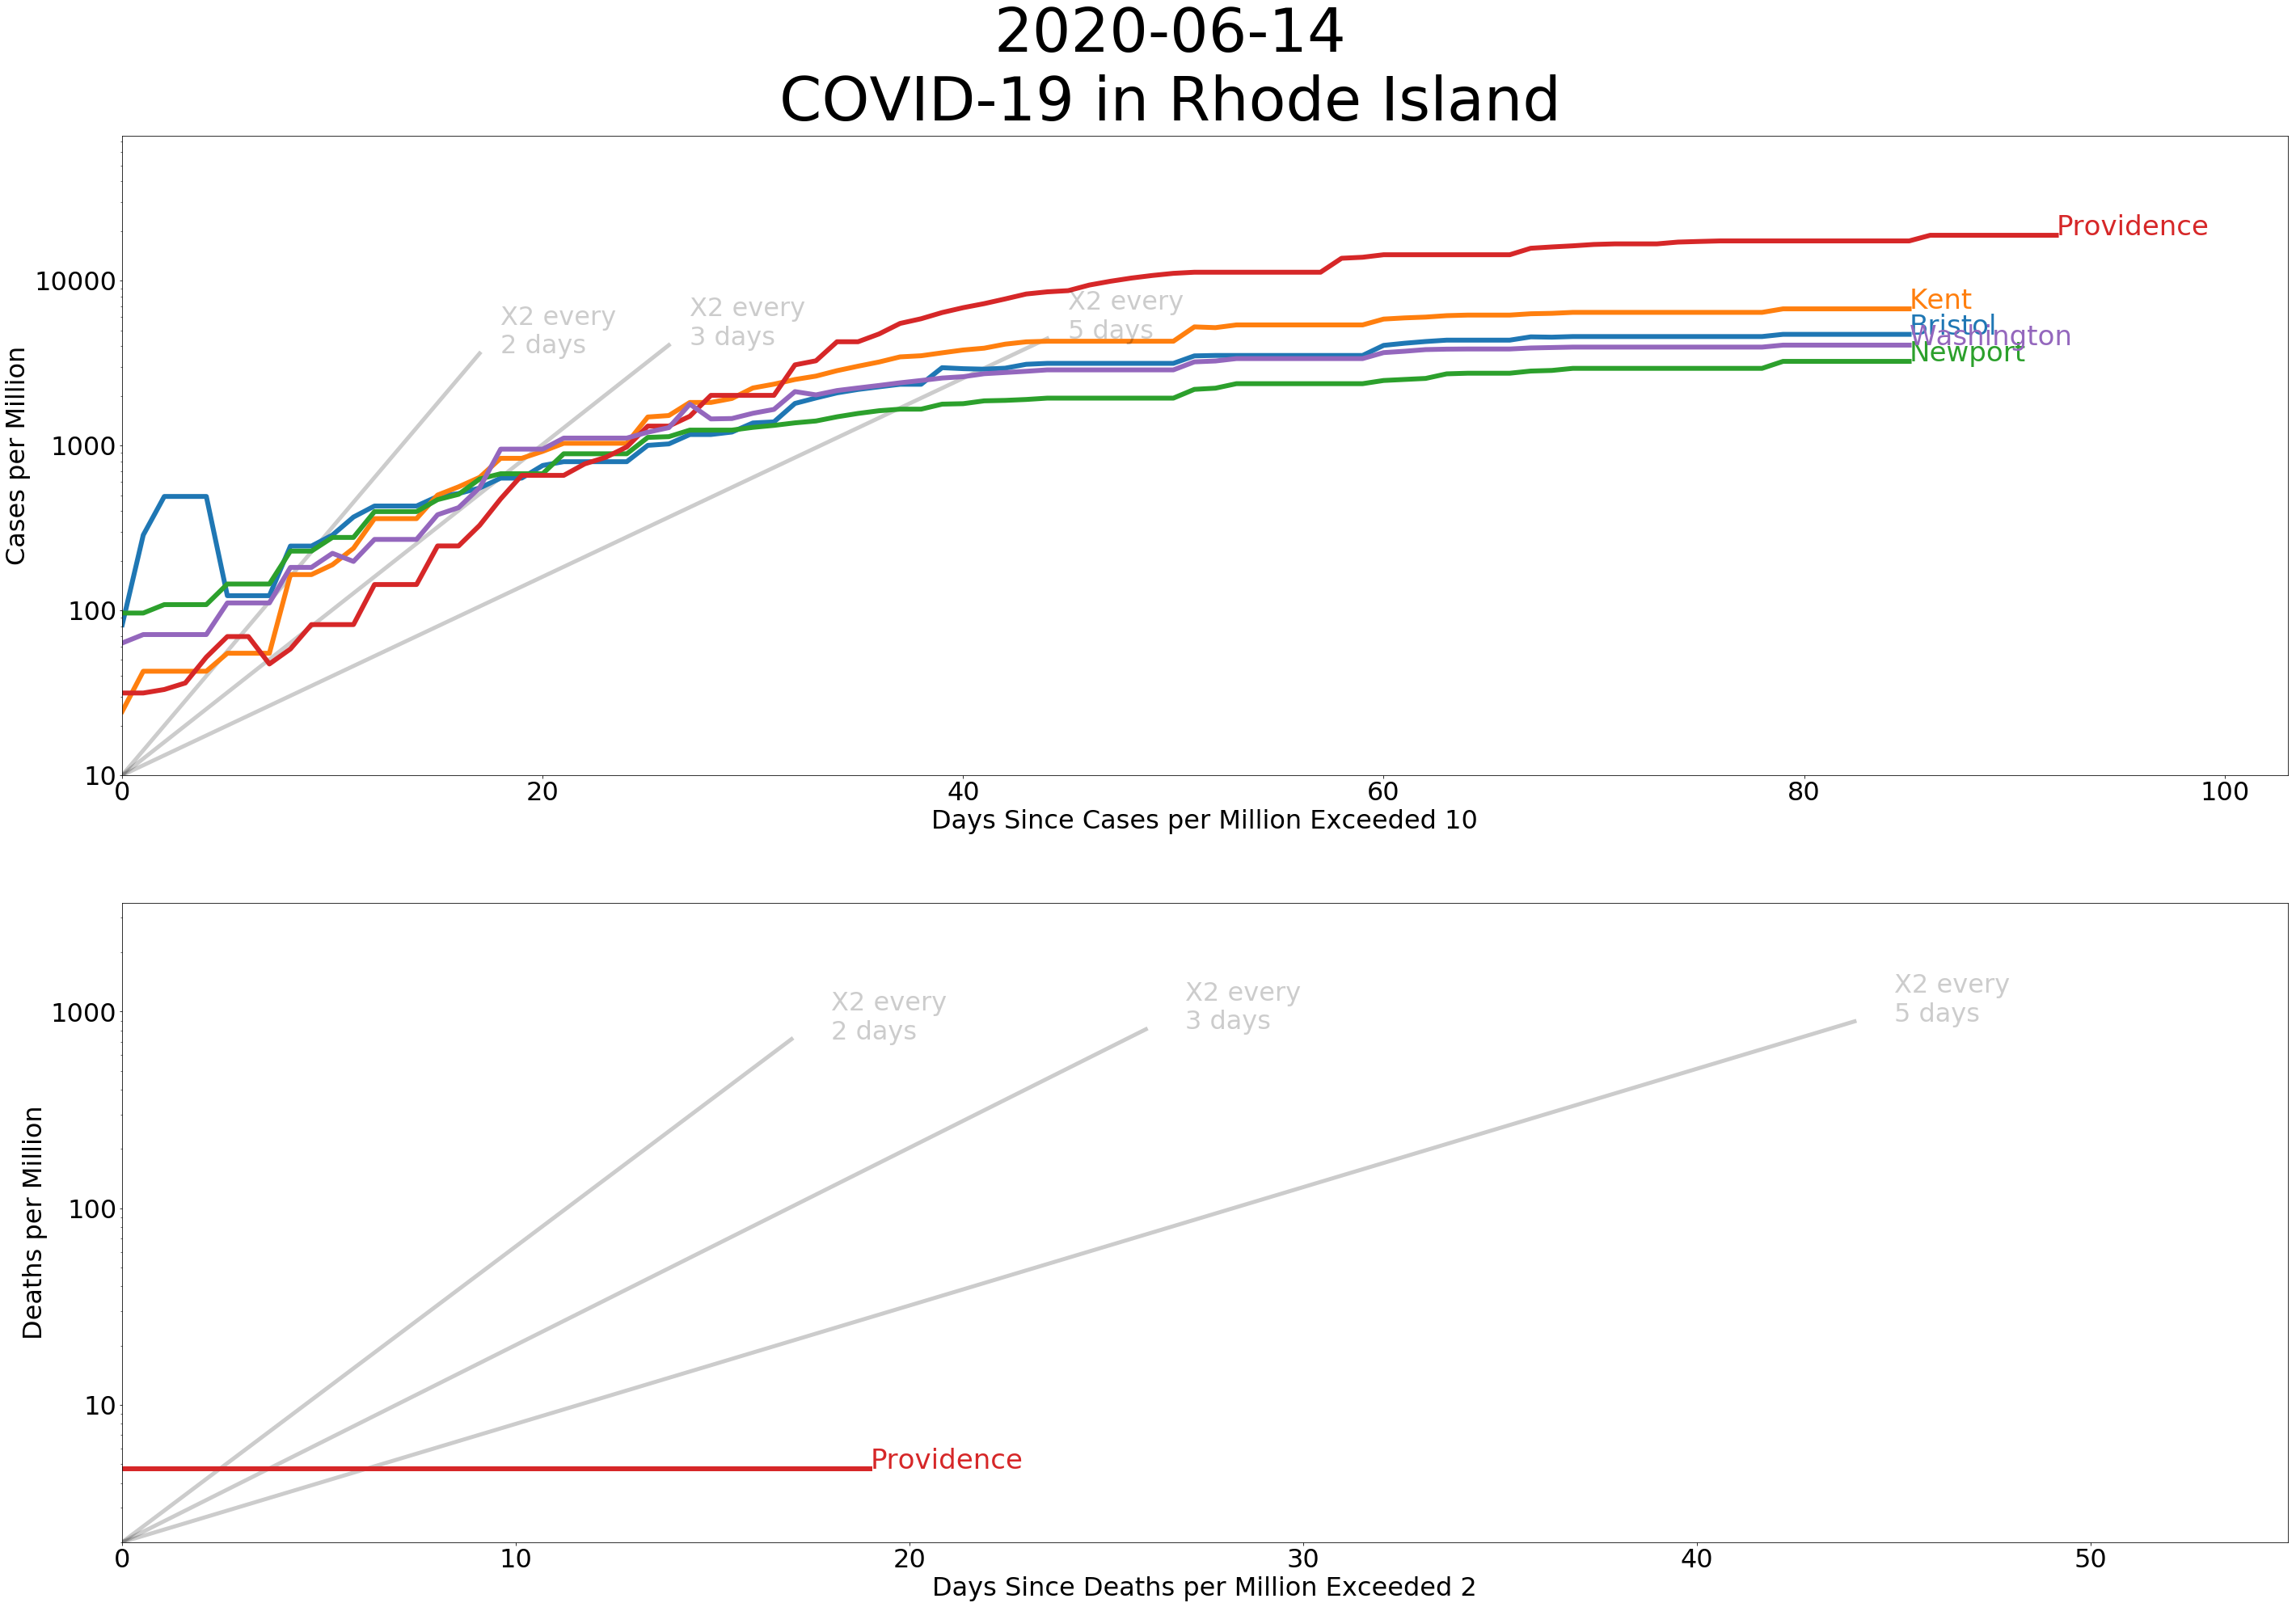 2020-06-14
COVID-19 in Rhode Island
Cases per Million
10000
1000
100
10
X2 every
2 days
X2 every
3 days
X2 every
5 days
Providence
Kent
Bristol
Washington
Newport
0 20 40 60 80 100
Days Since Cases per Million Exceeded 10
Deaths per Million
1000
100
10
X2 every
2 days
X2 every
3 days
X2 every
5 days
Providence
0 10 20 30 40 50
Days Since Deaths per Million Exceeded 2